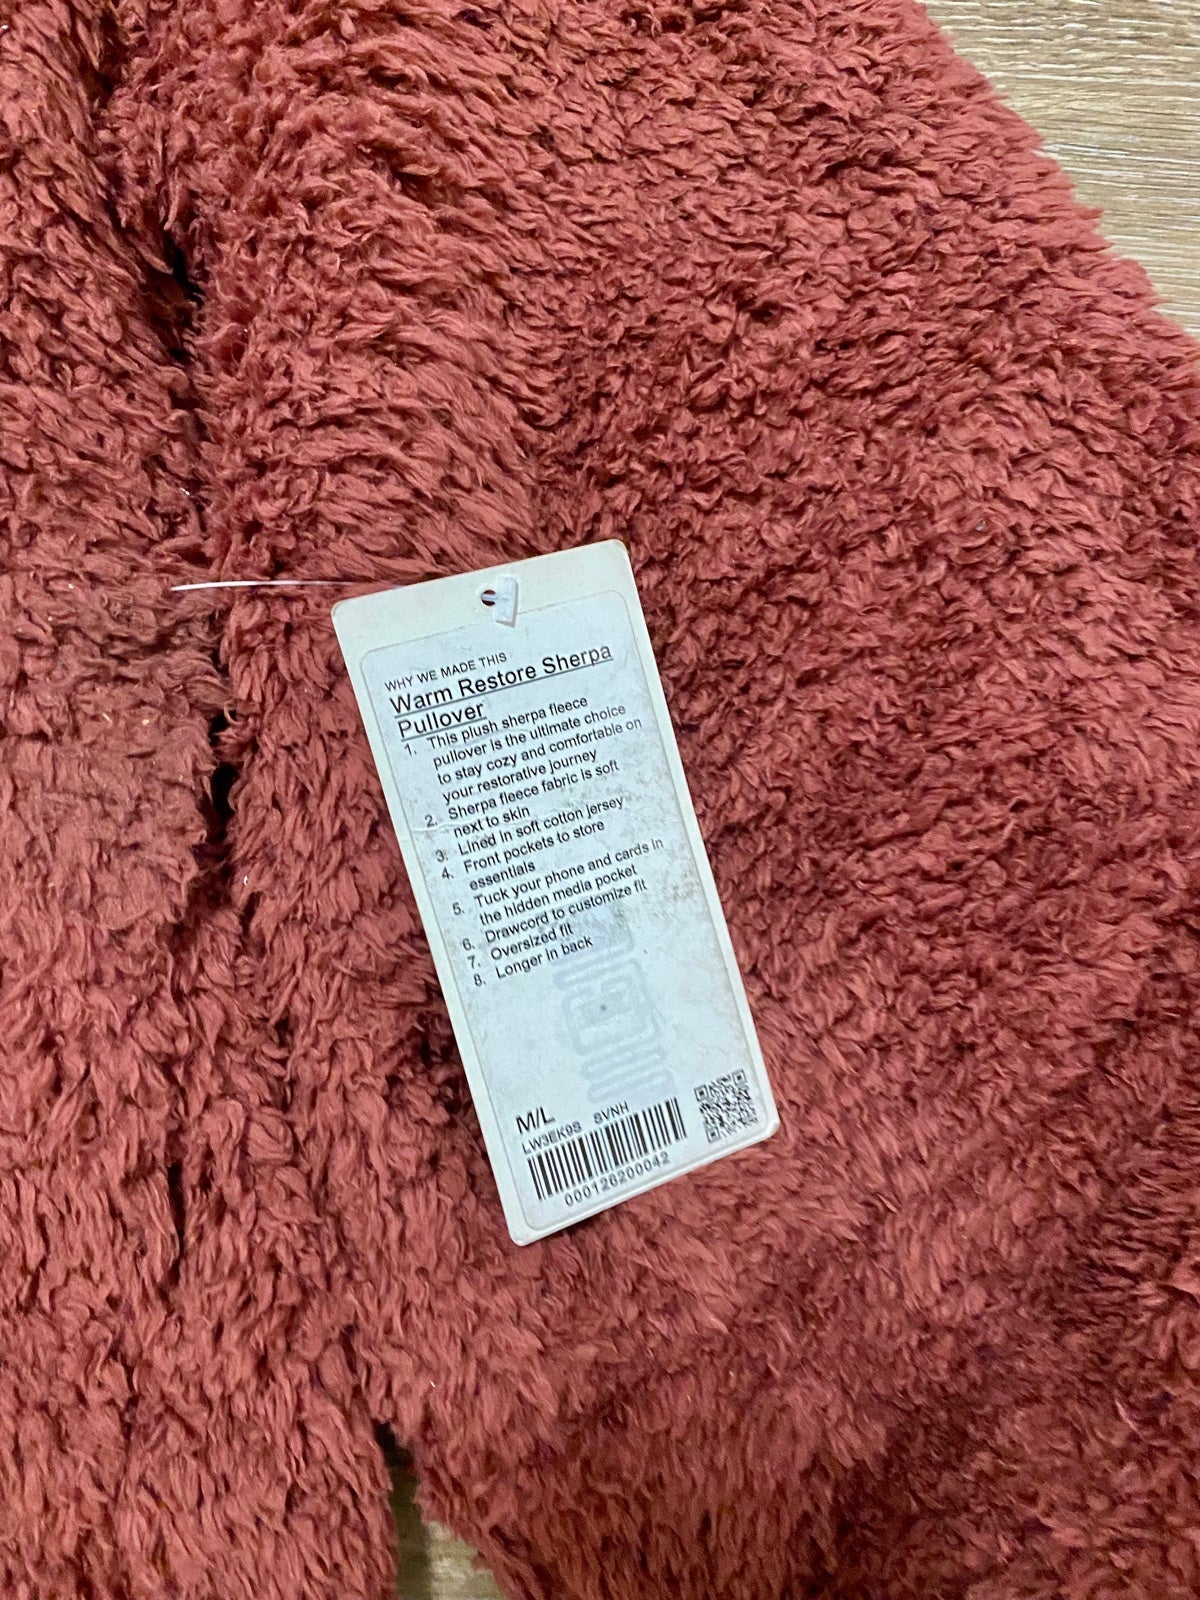 WHY WE MADE THIS
Warm Restore Sherpa
Pullover
1. This plush sherpa fleece
pullover is the ultimate choice
to stay cozy and comfortable on
your restorative journey
2. Sherpa fleece fabric is soft
next to skin
3. Lined in soft cotton jersey
4. Front pockets to store
essentials
5. Tuck your phone and cards in
the hidden media pocket
6. Drawcord to customize fit
7. Oversized fit
8. Longer in back
M/L
LW3EK9S SVNH
000126200042